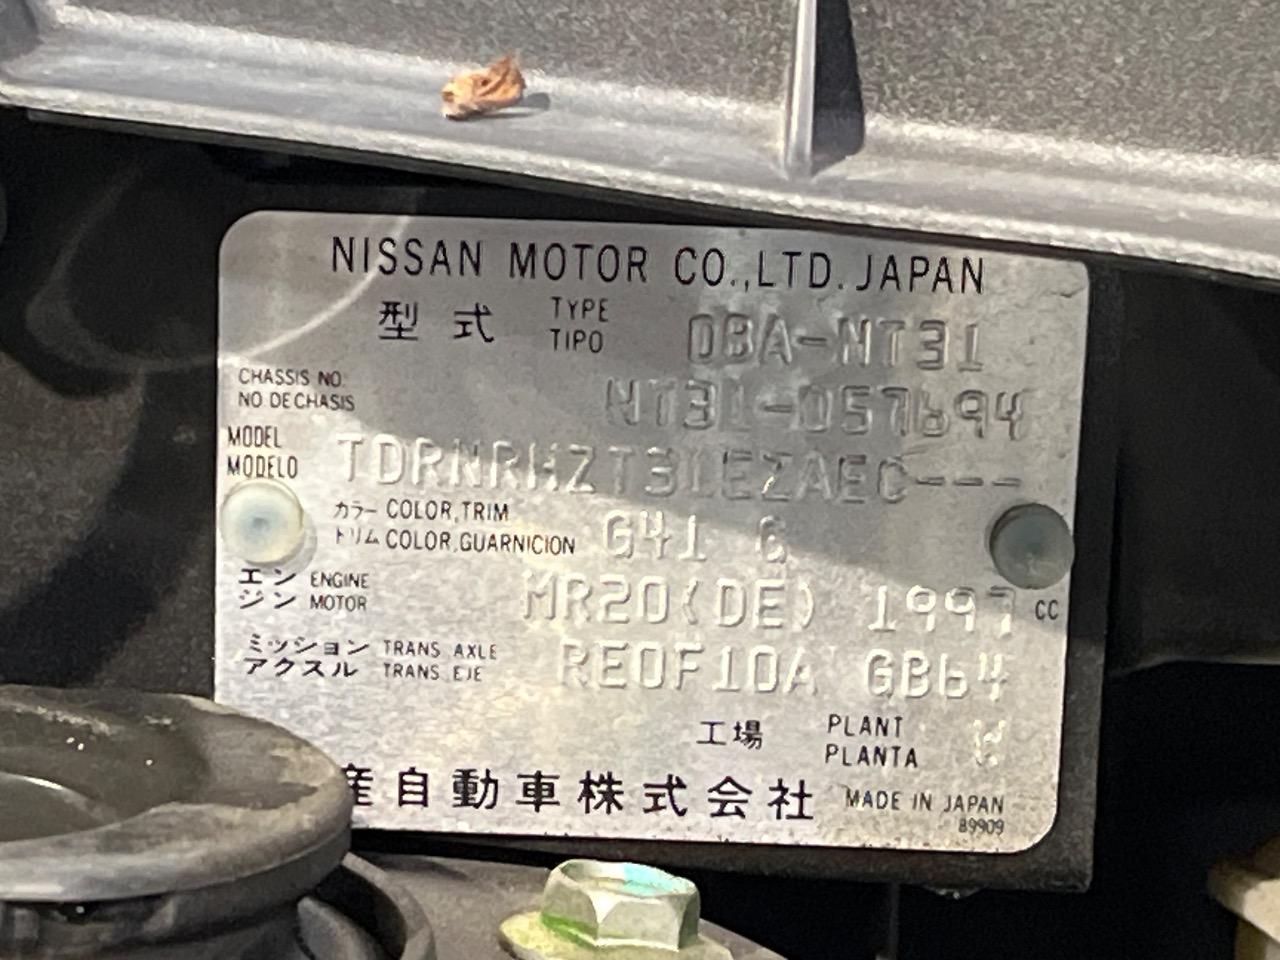 NISSAN MOTOR CO.,LTD. JAPAN
型式 TYPE TIPO DBA-NT31
CHASSIS NO. NO DE CHASIS NT31-057694
MODEL MODELO TDRNRHZT31EZAEC---
カラー COLOR,TRIM トリム COLOR,GUARNICION G41 G
エンジン ENGINE MOTOR MR20(DE) 1997 CC
ミッション TRANS AXLE アクスル TRANS EJE RE0F10A GB64
工場 PLANT PLANTA W
産自動車株式会社 MADE IN JAPAN
89909